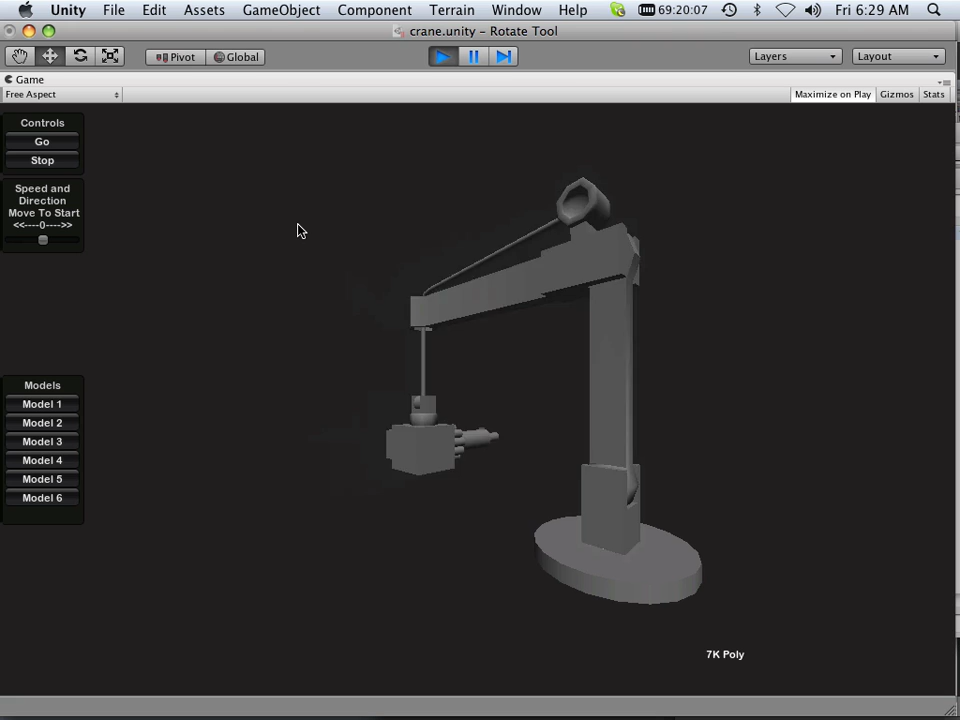 Unity File Edit Assets GameObject Component Terrain Window Help 69:20:07 Fri 6:29 AM
crane.unity – Rotate Tool
Pivot Global Layers Layout
Game
Free Aspect Maximize on Play Gizmos Stats
Controls
Go
Stop
Speed and
Direction
Move To Start
<<----0---->>
Models
Model 1
Model 2
Model 3
Model 4
Model 5
Model 6
7K Poly